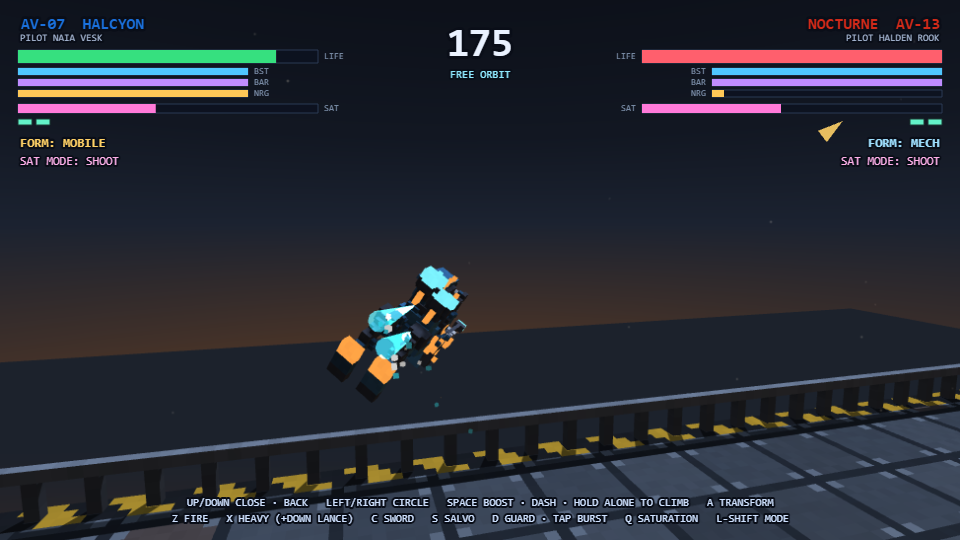 AV-07 HALCYON
PILOT NAIA VESK
LIFE
BST
BAR
NRG
SAT
FORM: MOBILE
SAT MODE: SHOOT
175
FREE ORBIT
NOCTURNE AV-13
PILOT HALDEN ROOK
LIFE
BST
BAR
NRG
SAT
FORM: MECH
SAT MODE: SHOOT
UP/DOWN CLOSE · BACK LEFT/RIGHT CIRCLE SPACE BOOST · DASH · HOLD ALONE TO CLIMB A TRANSFORM
Z FIRE X HEAVY (+DOWN LANCE) C SWORD S SALVO D GUARD · TAP BURST Q SATURATION L-SHIFT MODE